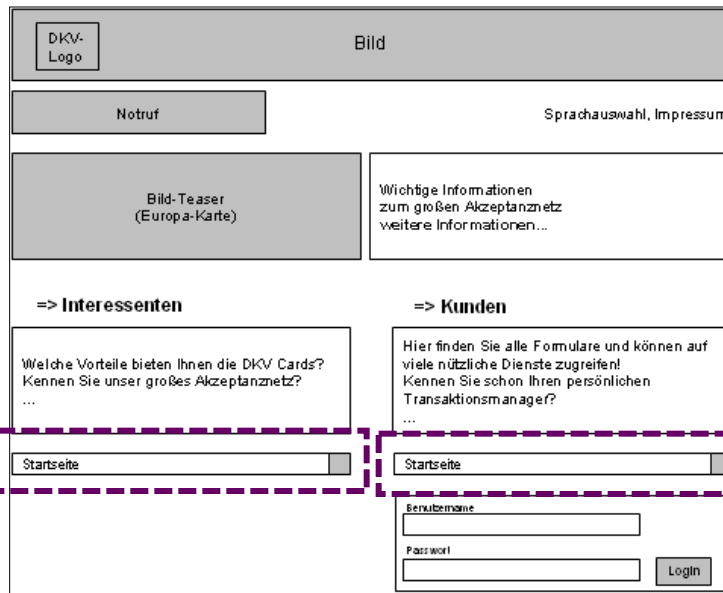 DKV-
Logo
Bild
Notruf
Sprachauswahl, Impressum
Bild-Teaser
(Europa-Karte)
Wichtige Informationen
zum großen Akzeptanznetz
weitere Informationen...
=> Interessenten
=> Kunden
Welche Vorteile bieten Ihnen die DKV Cards?
Kennen Sie unser großes Akzeptanznetz?
...
Hier finden Sie alle Formulare und können auf
viele nützliche Dienste zugreifen!
Kennen Sie schon Ihren persönlichen
Transaktionsmanager?
...
Startseite
Startseite
Benutzername
Passwort
Login